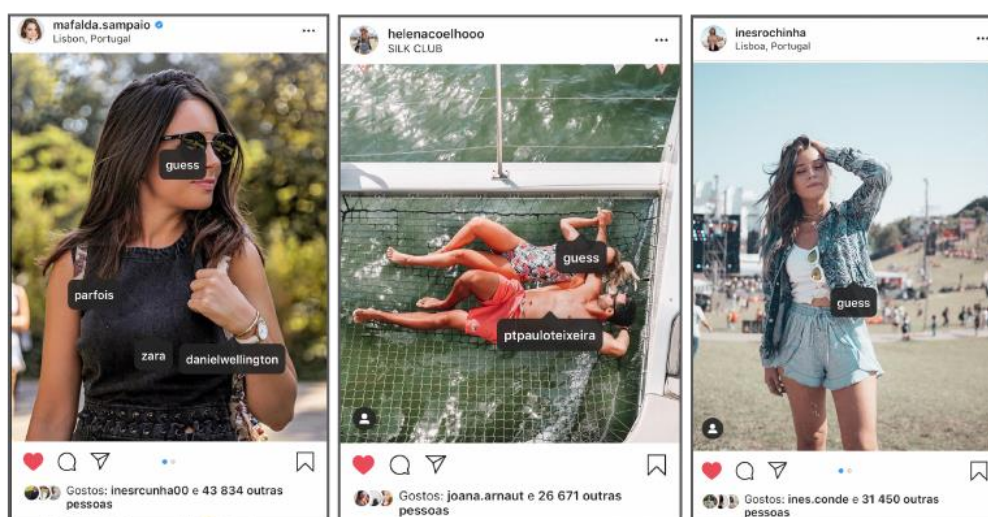 mafalda.sampaio
Lisbon, Portugal
guess
parfois
zara
danielwellington
Gostos: inesrcunha00 e 43 834 outras
pessoas
helenacoelhooo
SILK CLUB
guess
ptpauloteixeira
Gostos: joana.arnaut e 26 671 outras
pessoas
inesrochinha
Lisboa, Portugal
guess
Gostos: ines.conde e 31 450 outras
pessoas